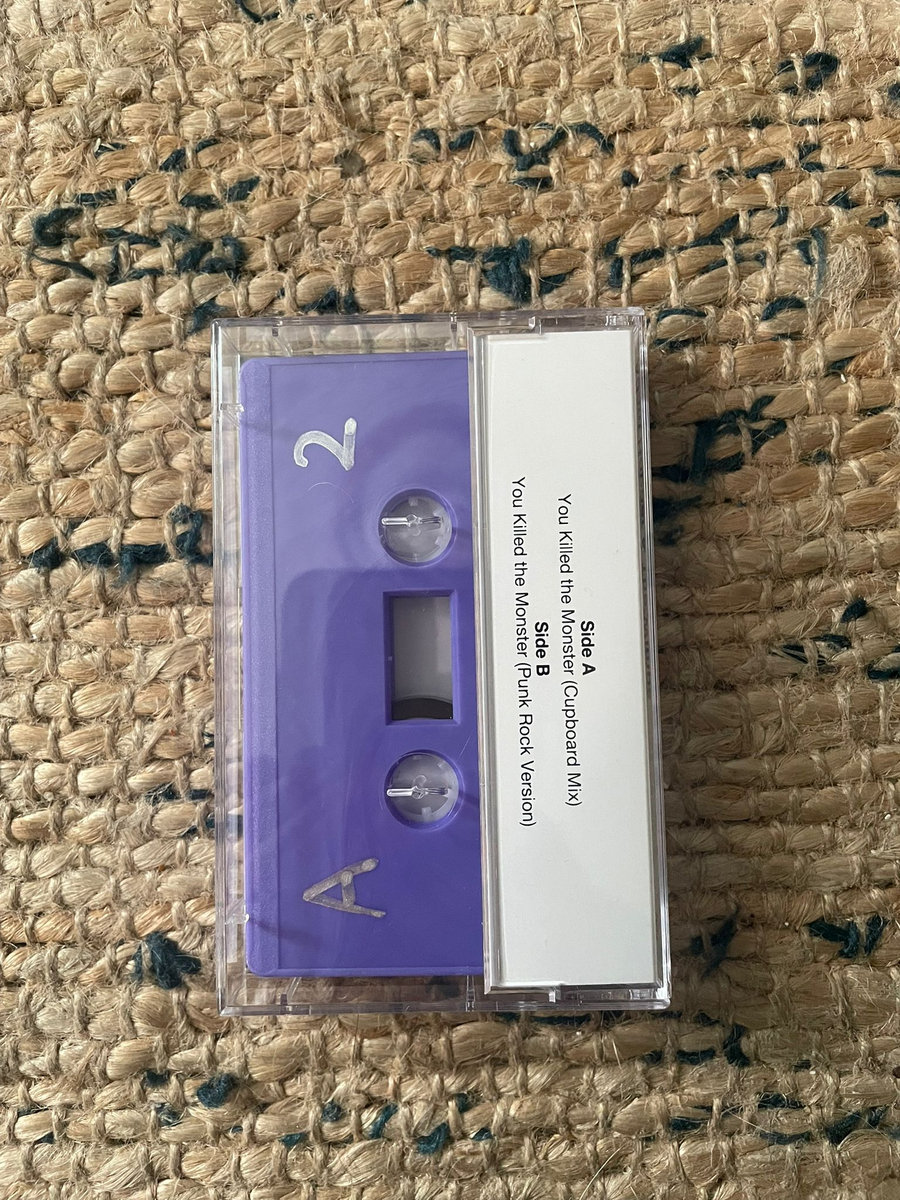 Side A
You Killed the Monster (Cupboard Mix)
Side B
You Killed the Monster (Punk Rock Version)
2
A